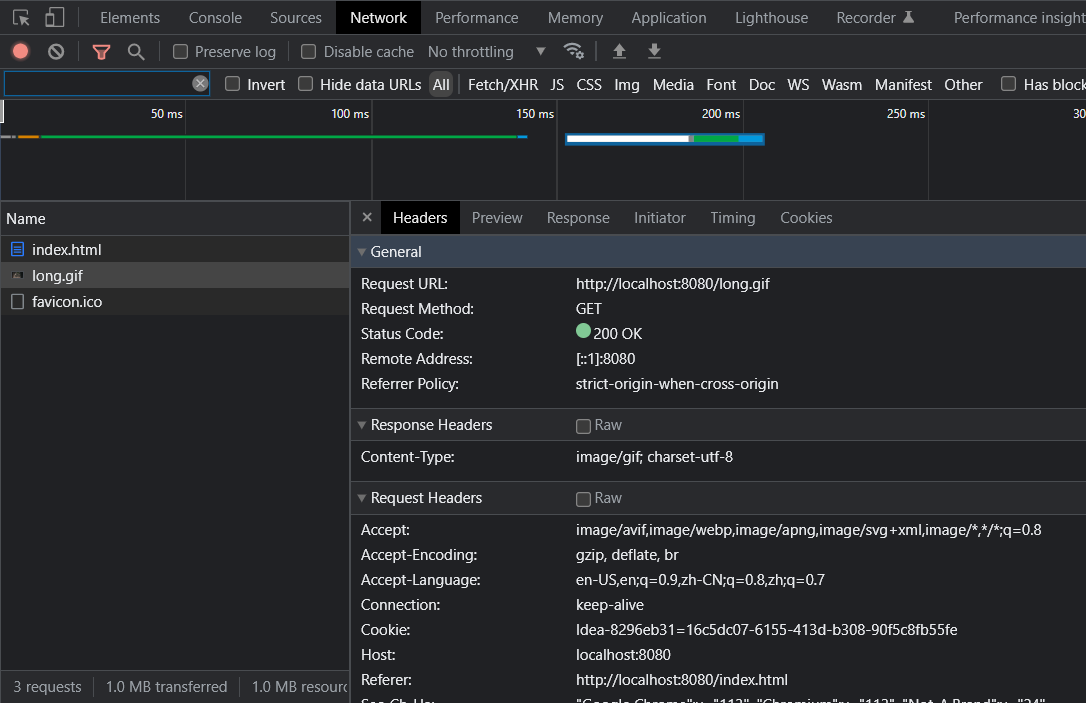 Elements Console Sources Network Performance Memory Application Lighthouse Recorder Performance insight
Preserve log Disable cache No throttling
Invert Hide data URLs All Fetch/XHR JS CSS Img Media Font Doc WS Wasm Manifest Other Has block
50 ms 100 ms 150 ms 200 ms 250 ms 30
Name
index.html
long.gif
favicon.ico
3 requests 1.0 MB transferred 1.0 MB resourc
Headers Preview Response Initiator Timing Cookies
General
Request URL: http://localhost:8080/long.gif
Request Method: GET
Status Code: 200 OK
Remote Address: [::1]:8080
Referrer Policy: strict-origin-when-cross-origin
Response Headers Raw
Content-Type: image/gif; charset-utf-8
Request Headers Raw
Accept: image/avif,image/webp,image/apng,image/svg+xml,image/*,*/*;q=0.8
Accept-Encoding: gzip, deflate, br
Accept-Language: en-US,en;q=0.9,zh-CN;q=0.8,zh;q=0.7
Connection: keep-alive
Cookie: Idea-8296eb31=16c5dc07-6155-413d-b308-90f5c8fb55fe
Host: localhost:8080
Referer: http://localhost:8080/index.html